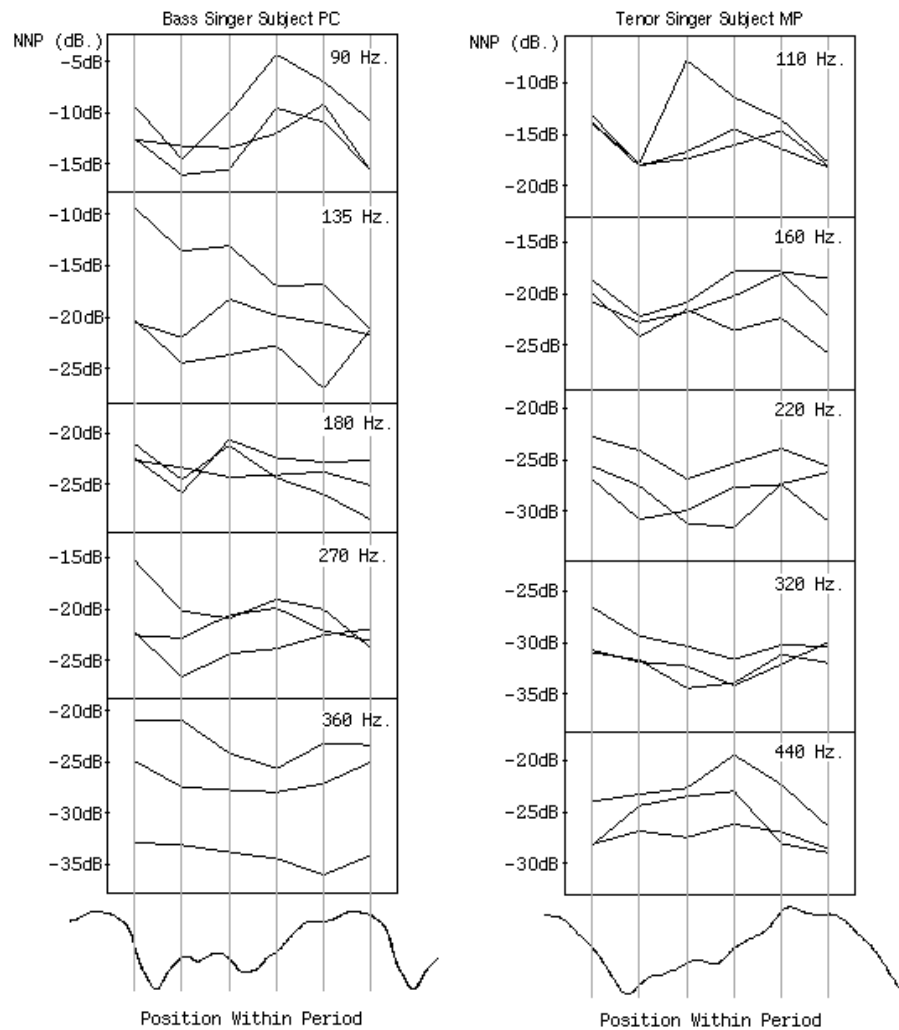 Bass Singer Subject PC
NNP (dB.)
90 Hz.
-5dB
-10dB
-15dB
135 Hz.
-10dB
-15dB
-20dB
-25dB
180 Hz.
-20dB
-25dB
270 Hz.
-15dB
-20dB
-25dB
360 Hz.
-20dB
-25dB
-30dB
-35dB
Position Within Period
Tenor Singer Subject MP
NNP (dB.)
110 Hz.
-10dB
-15dB
-20dB
160 Hz.
-15dB
-20dB
-25dB
220 Hz.
-20dB
-25dB
-30dB
320 Hz.
-25dB
-30dB
-35dB
440 Hz.
-20dB
-25dB
-30dB
Position Within Period